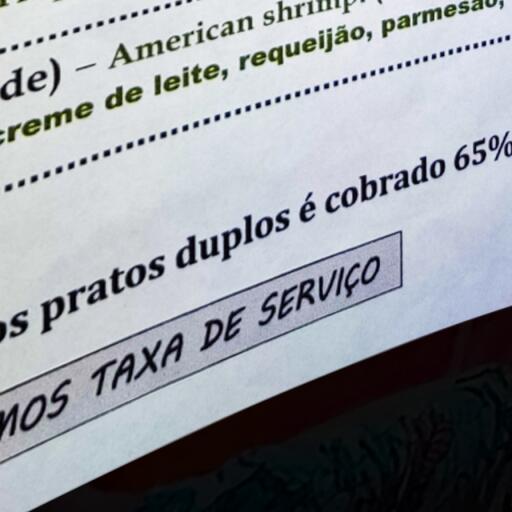 de) – American shrimp.
creme de leite, requeijão, parmesão,
os pratos duplos é cobrado 65%
MOS TAXA DE SERVIÇO